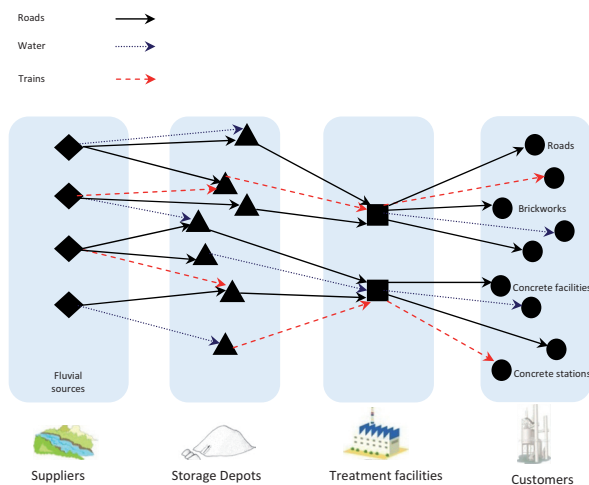 Roads
Water
Trains
Roads
Brickworks
Concrete facilities
Concrete stations
Fluvial
sources
Suppliers
Storage Depots
Treatment facilities
Customers